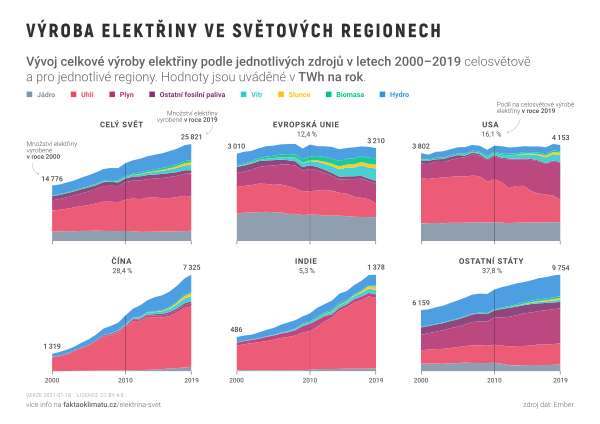 VÝROBA ELEKTŘINY VE SVĚTOVÝCH REGIONECH
Vývoj celkové výroby elektřiny podle jednotlivých zdrojů v letech 2000–2019 celosvětově
a pro jednotlivé regiony. Hodnoty jsou uváděné v TWh na rok.
Jádro Uhlí Plyn Ostatní fosilní paliva Vítr Slunce Biomasa Hydro
Množství elektřiny
vyrobené v roce 2019
Podíl na celosvětové výrobě
elektřiny v roce 2019
CELÝ SVĚT
25 821
Množství elektřiny
vyrobené
v roce 2000
14 776
EVROPSKÁ UNIE
12,4 %
3 010
3 210
USA
16,1 %
3 802
4 153
ČÍNA
28,4 %
1 319
7 325
INDIE
5,3 %
486
1 378
OSTATNÍ STÁTY
37,8 %
6 159
9 754
2000 2010 2019
2000 2010 2019
2000 2010 2019
VERZE 2021-01-18 LICENCE CC BY 4.0
více info na faktaoklimatu.cz/elektrina-svet
zdroj dat: Ember